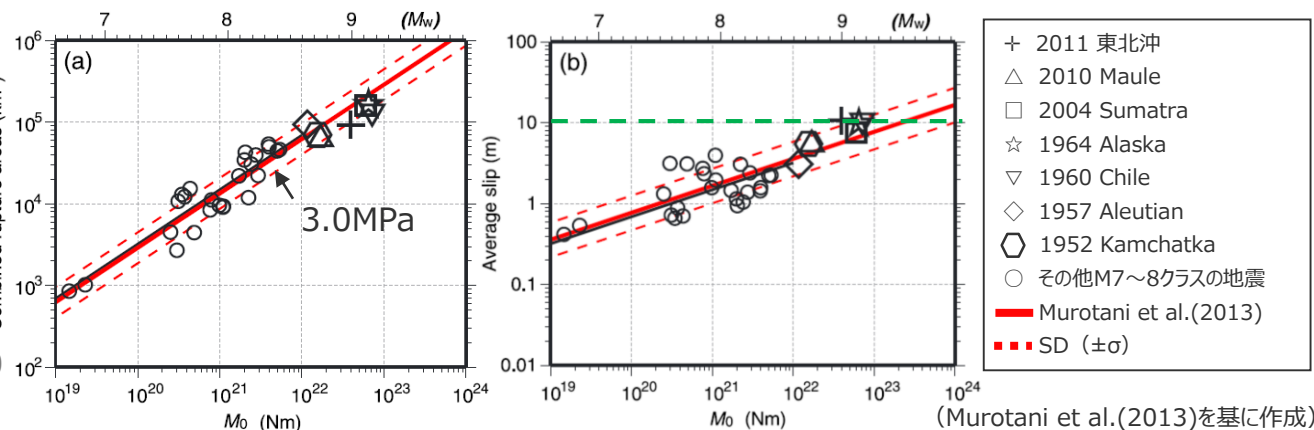 7 8 9 (Mw)
10^6
10^5
10^4
10^3
10^2
(a)
3.0MPa
10^19 10^20 10^21 10^22 10^23 10^24
M0 (Nm)
7 8 9 (Mw)
Average slip (m)
100
10
1
0.1
0.01
(b)
10^19 10^20 10^21 10^22 10^23 10^24
M0 (Nm)
2011 東北沖
2010 Maule
2004 Sumatra
1964 Alaska
1960 Chile
1957 Aleutian
1952 Kamchatka
その他M7~8クラスの地震
Murotani et al.(2013)
SD(±σ)
(Murotani et al.(2013)を基に作成)